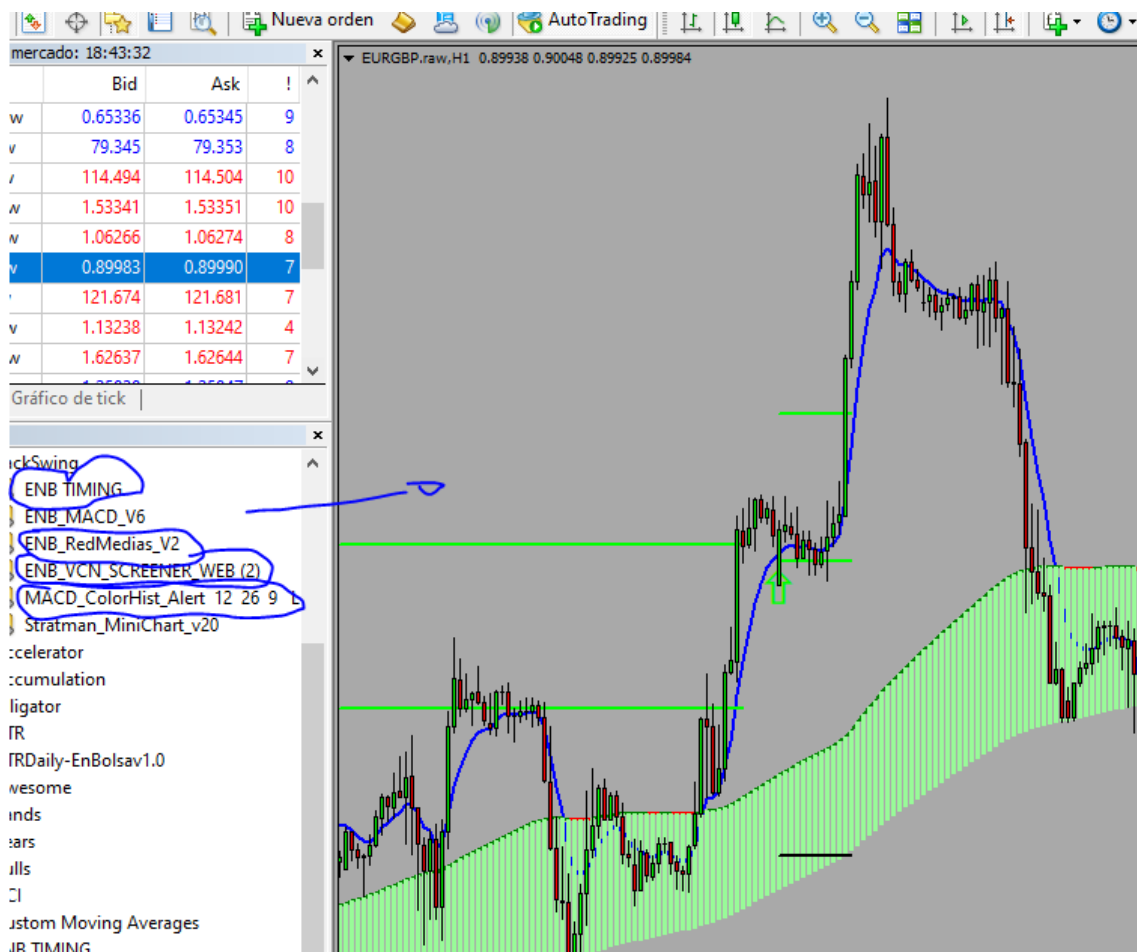 Nueva orden
AutoTrading
mercado: 18:43:32
EURGBP.raw,H1 0.89938 0.90048 0.89925 0.89984
Bid Ask !
w 0.65336 0.65345 9
79.345 79.353 8
114.494 114.504 10
w 1.53341 1.53351 10
w 1.06266 1.06274 8
0.89983 0.89990 7
121.674 121.681 7
w 1.13238 1.13242 4
w 1.62637 1.62644 7
Gráfico de tick
ckSwing
ENB TIMING
ENB_MACD_V6
ENB_RedMedias_V2
ENB_VCN_SCREENER_WEB (2)
MACD_ColorHist_Alert 12 26 9 L
Stratman_MiniChart_v20
ccelerator
ccumulation
lligator
TR
TRDaily-EnBolsav1.0
wesome
ands
ears
ulls
CI
ustom Moving Averages
NB TIMING